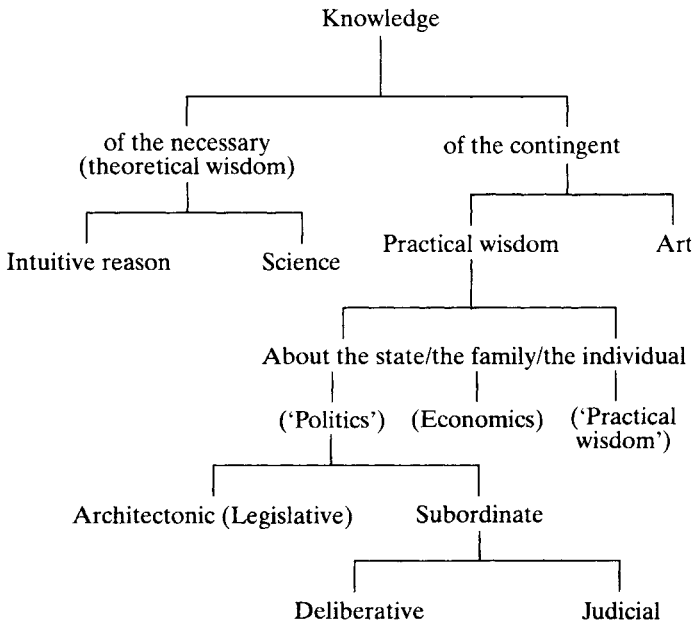 Knowledge
of the necessary
(theoretical wisdom)
of the contingent
Intuitive reason
Science
Practical wisdom
Art
About the state/the family/the individual
(‘Politics’)
(Economics)
(‘Practical
wisdom’)
Architectonic (Legislative)
Subordinate
Deliberative
Judicial